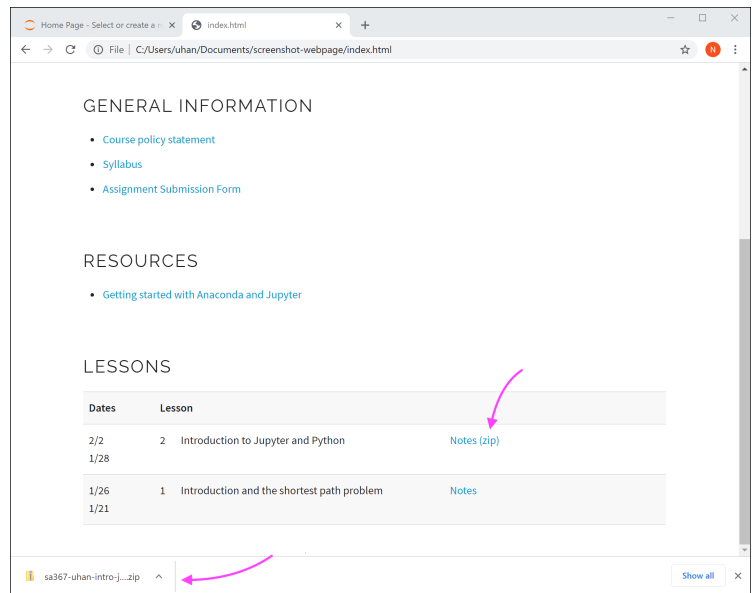 Home Page - Select or create a n
index.html
File | C:/Users/uhan/Documents/screenshot-webpage/index.html
N
GENERAL INFORMATION
Course policy statement
Syllabus
Assignment Submission Form
RESOURCES
Getting started with Anaconda and Jupyter
LESSONS
Dates Lesson
2/2 2 Introduction to Jupyter and Python Notes (zip)
1/28
1/26 1 Introduction and the shortest path problem Notes
1/21
sa367-uhan-intro-j....zip Show all